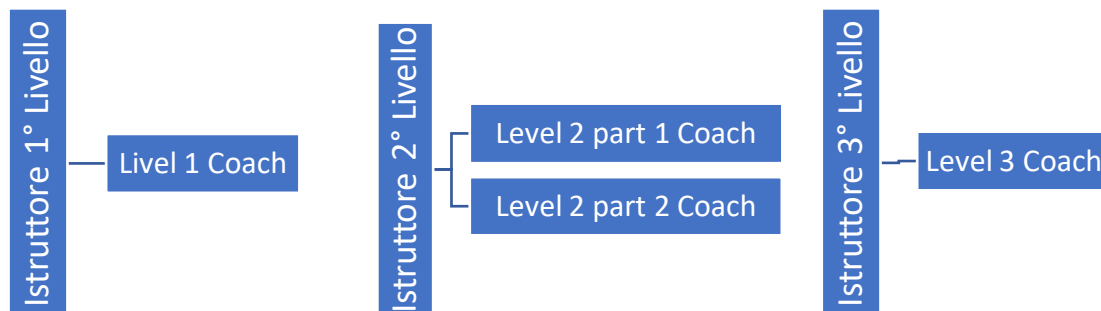 Istruttore 1° Livello
Livel 1 Coach
Istruttore 2° Livello
Level 2 part 1 Coach
Level 2 part 2 Coach
Istruttore 3° Livello
Level 3 Coach